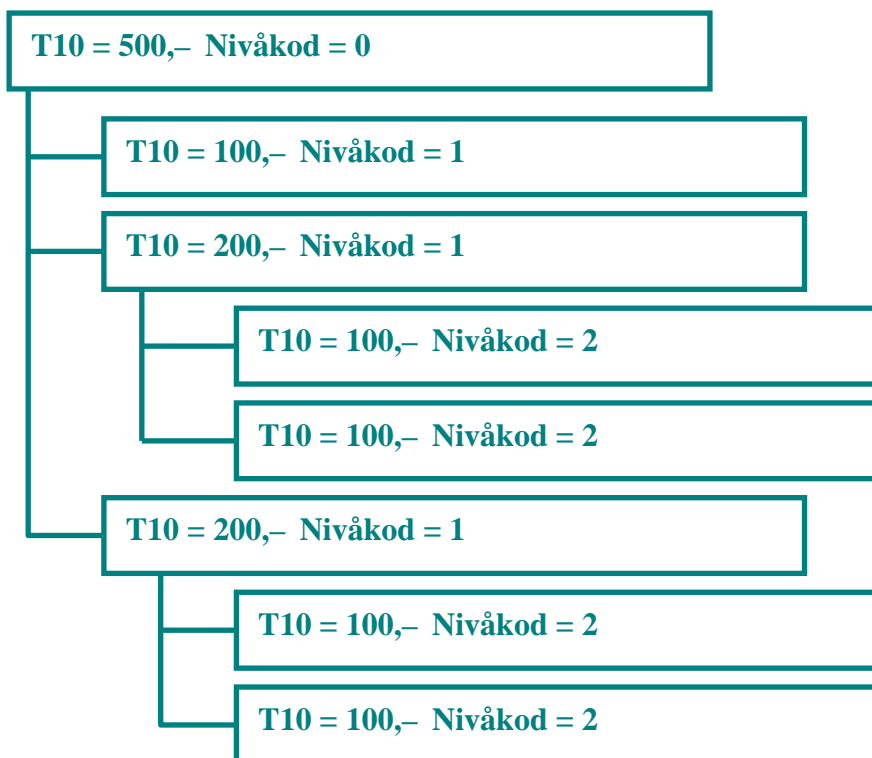 T10 = 500,– Nivåkod = 0
T10 = 100,– Nivåkod = 1
T10 = 200,– Nivåkod = 1
T10 = 100,– Nivåkod = 2
T10 = 100,– Nivåkod = 2
T10 = 200,– Nivåkod = 1
T10 = 100,– Nivåkod = 2
T10 = 100,– Nivåkod = 2